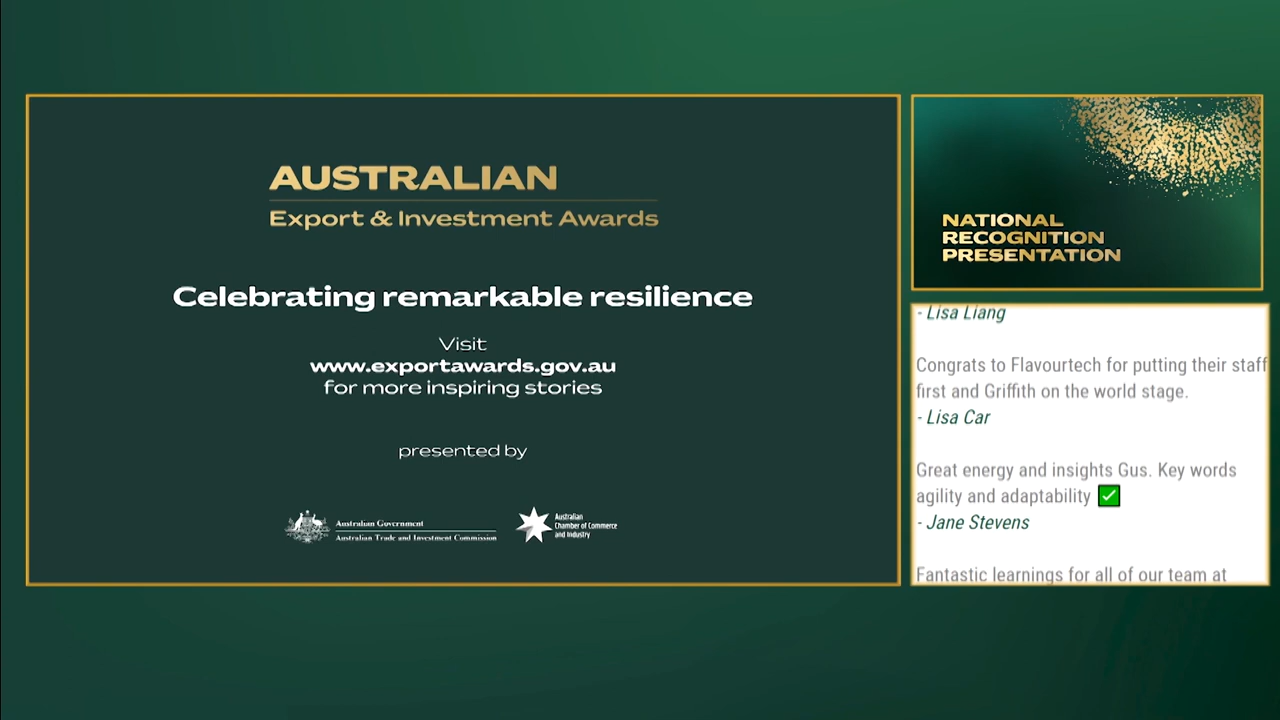 AUSTRALIAN
Export & Investment Awards
Celebrating remarkable resilience
Visit
www.exportawards.gov.au
for more inspiring stories
presented by
Australian Government
Australian Trade and Investment Commission
Australian
Chamber of Commerce
and Industry
NATIONAL
RECOGNITION
PRESENTATION
- Lisa Liang
Congrats to Flavourtech for putting their staff
first and Griffith on the world stage.
- Lisa Car
Great energy and insights Gus. Key words
agility and adaptability ✅
- Jane Stevens
Fantastic learnings for all of our team at